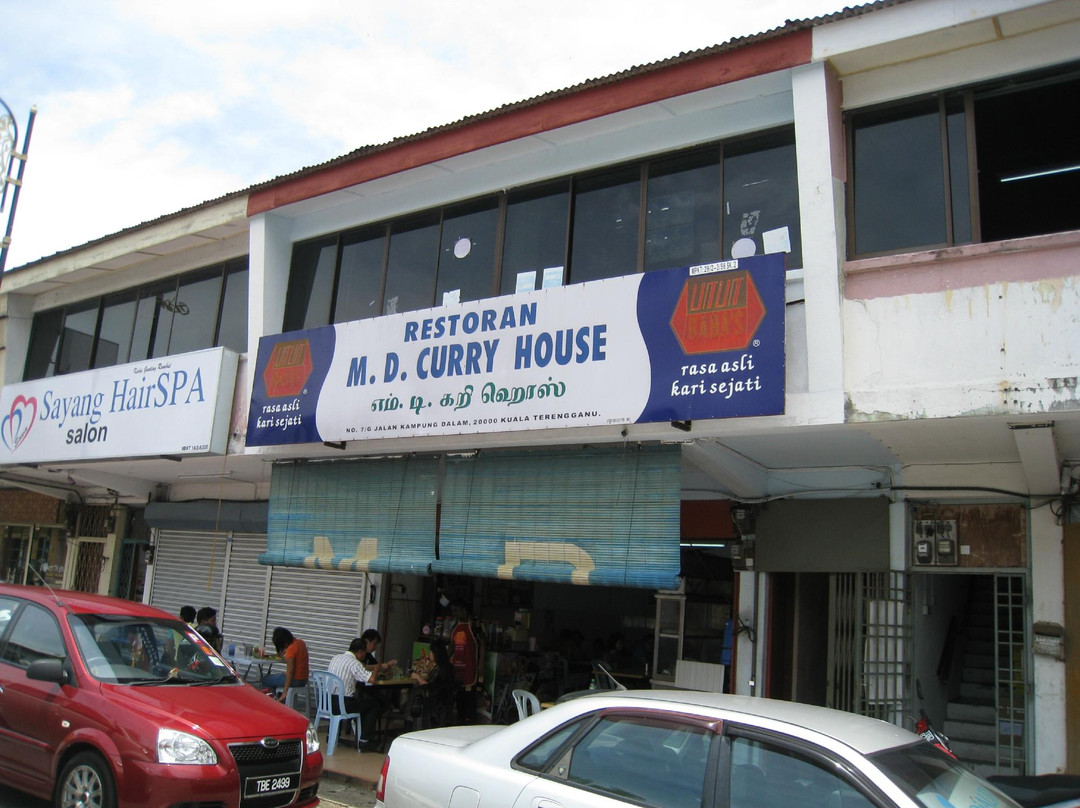 Sayang HairSPA
salon
RESTORAN
M. D. CURRY HOUSE
எம். டி. கறி ஹௌஸ்
NO. 7/G JALAN KAMPUNG DALAM, 20000 KUALA TERENGGANU.
BABA'S
rasa asli
kari sejati
BABA'S
®
rasa asli
kari sejati
M D
TBE 2499